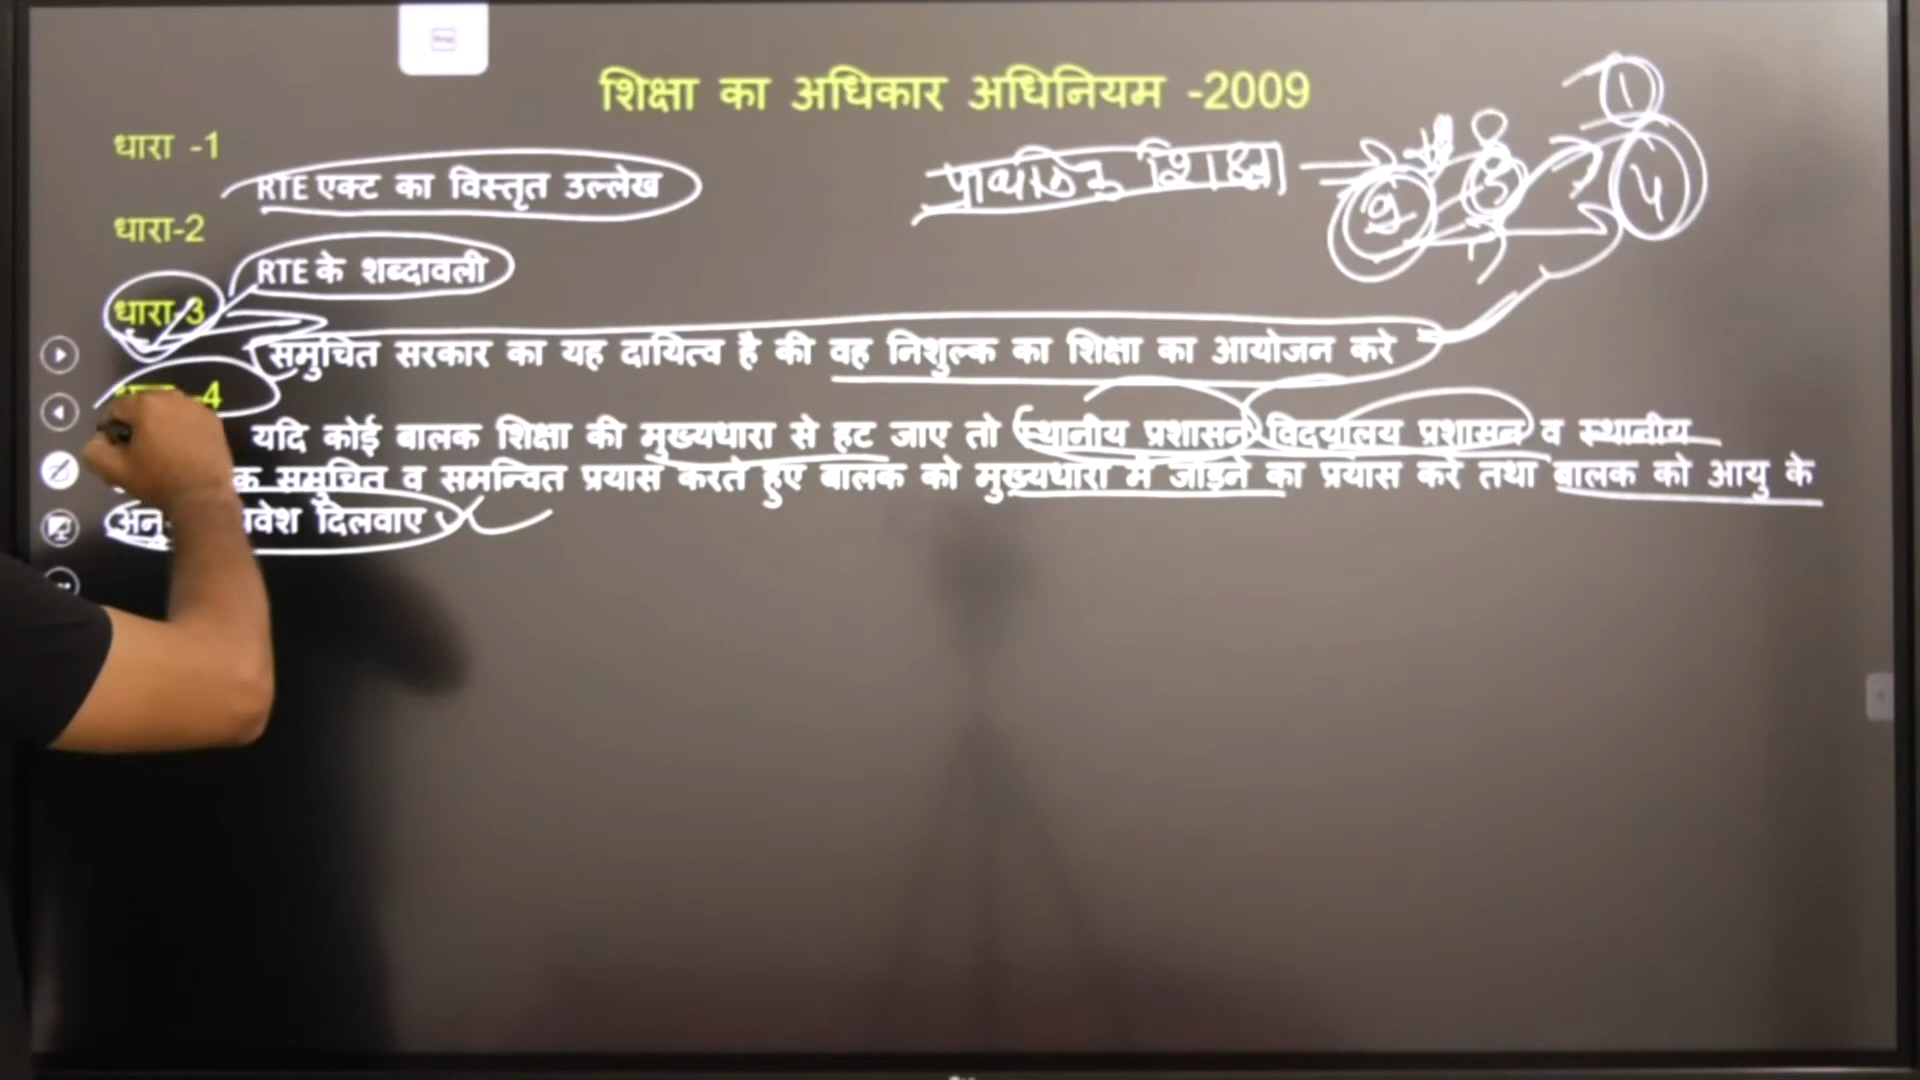 शिक्षा का अधिकार अधिनियम -2009
धारा -1
RTE एक्ट का विस्तृत उल्लेख
प्राथमिक शिक्षा
धारा-2
RTE के शब्दावली
धारा-3
समुचित सरकार का यह दायित्व है की वह निशुल्क का शिक्षा का आयोजन करे
-4
यदि कोई बालक शिक्षा की मुख्यधारा से हट जाए तो स्थानीय प्रशासन विद्यालय प्रशासन व स्थानीय
समुचित व समन्वित प्रयास करते हुए बालक को मुख्यधारा में जोड़ने का प्रयास करें तथा बालक को आयु के
दिलवाए